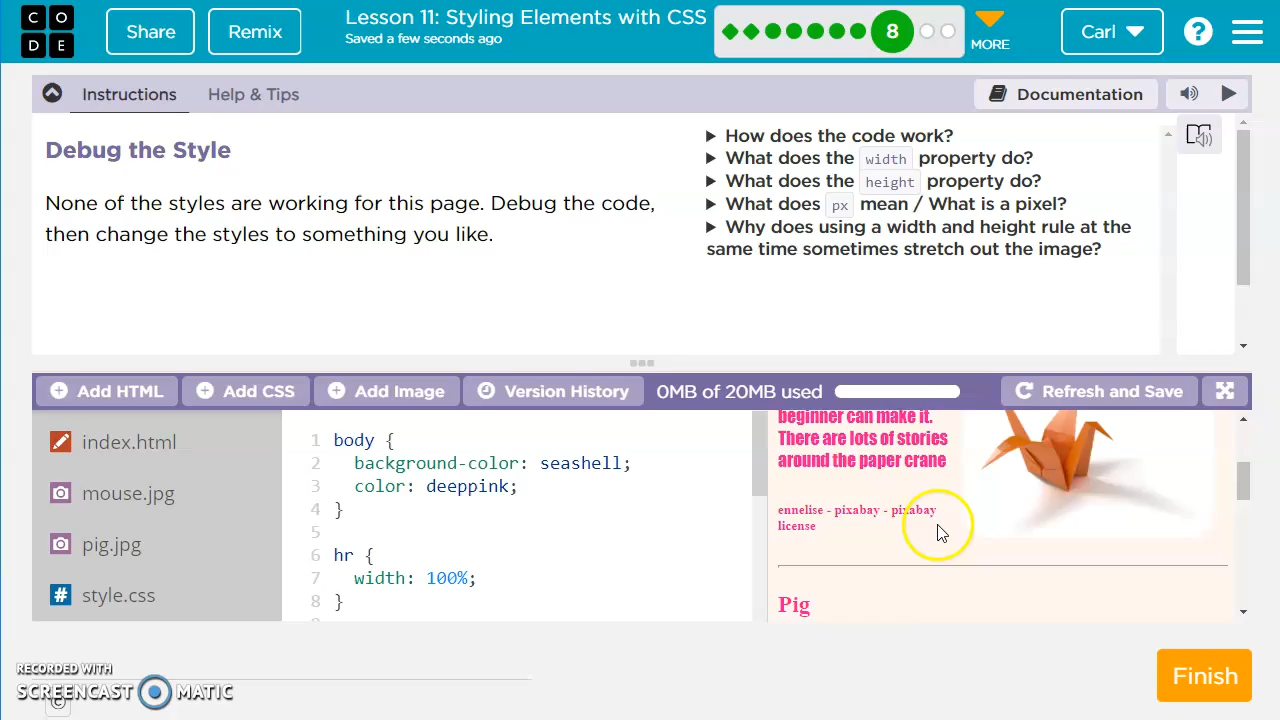 CODE
Share
Remix
Lesson 11: Styling Elements with CSS
Saved a few seconds ago
8
MORE
Carl
?
Instructions
Help & Tips
Documentation
Debug the Style
None of the styles are working for this page. Debug the code,
then change the styles to something you like.
How does the code work?
What does the width property do?
What does the height property do?
What does px mean / What is a pixel?
Why does using a width and height rule at the
same time sometimes stretch out the image?
Add HTML
Add CSS
Add Image
Version History
0MB of 20MB used
Refresh and Save
index.html
mouse.jpg
pig.jpg
# style.css
1 body {
2 background-color: seashell;
3 color: deeppink;
4 }
5
6 hr {
7 width: 100%;
8 }
beginner can make it.
There are lots of stories
around the paper crane
ennelise - pixabay - pixabay
license
Pig
Finish
RECORDED WITH
SCREENCAST MATIC
©